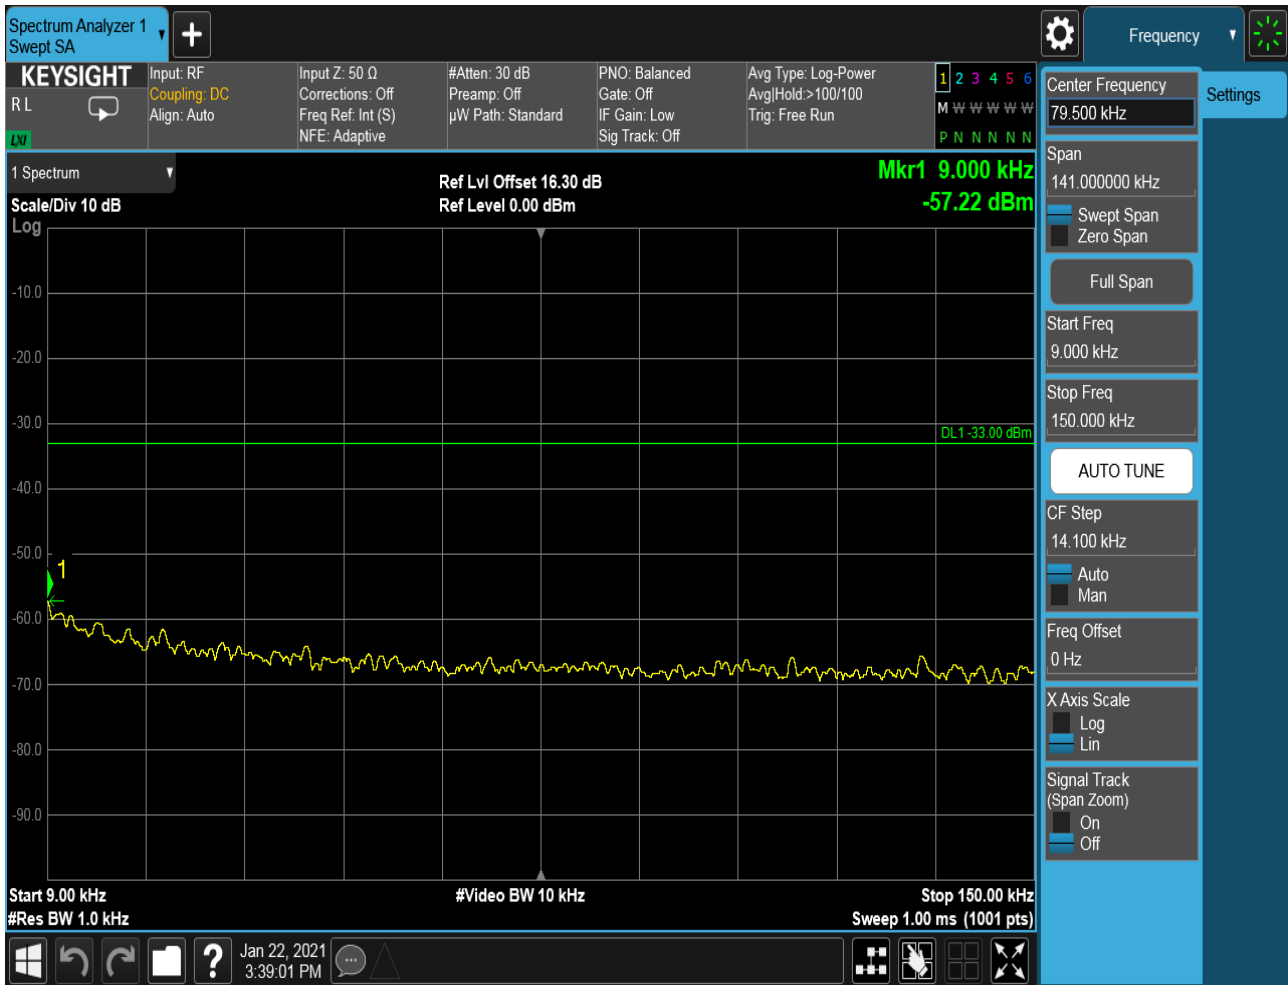 Spectrum Analyzer 1
Swept SA
+
Frequency
KEYSIGHT
R L
LXI
Input: RF
Coupling: DC
Align: Auto
Input Z: 50 Ω
Corrections: Off
Freq Ref: Int (S)
NFE: Adaptive
#Atten: 30 dB
Preamp: Off
µW Path: Standard
PNO: Balanced
Gate: Off
IF Gain: Low
Sig Track: Off
Avg Type: Log-Power
Avg|Hold:>100/100
Trig: Free Run
1 2 3 4 5 6
M W W W W W
P N N N N N
1 Spectrum
Scale/Div 10 dB
Log
Ref Lvl Offset 16.30 dB
Ref Level 0.00 dBm
Mkr1 9.000 kHz
-57.22 dBm
-10.0
-20.0
-30.0
DL1 -33.00 dBm
-40.0
-50.0
1
-60.0
-70.0
-80.0
-90.0
Start 9.00 kHz
#Res BW 1.0 kHz
#Video BW 10 kHz
Stop 150.00 kHz
Sweep 1.00 ms (1001 pts)
?
Jan 22, 2021
3:39:01 PM
Center Frequency
79.500 kHz
Settings
Span
141.000000 kHz
Swept Span
Zero Span
Full Span
Start Freq
9.000 kHz
Stop Freq
150.000 kHz
AUTO TUNE
CF Step
14.100 kHz
Auto
Man
Freq Offset
0 Hz
X Axis Scale
Log
Lin
Signal Track
(Span Zoom)
On
Off